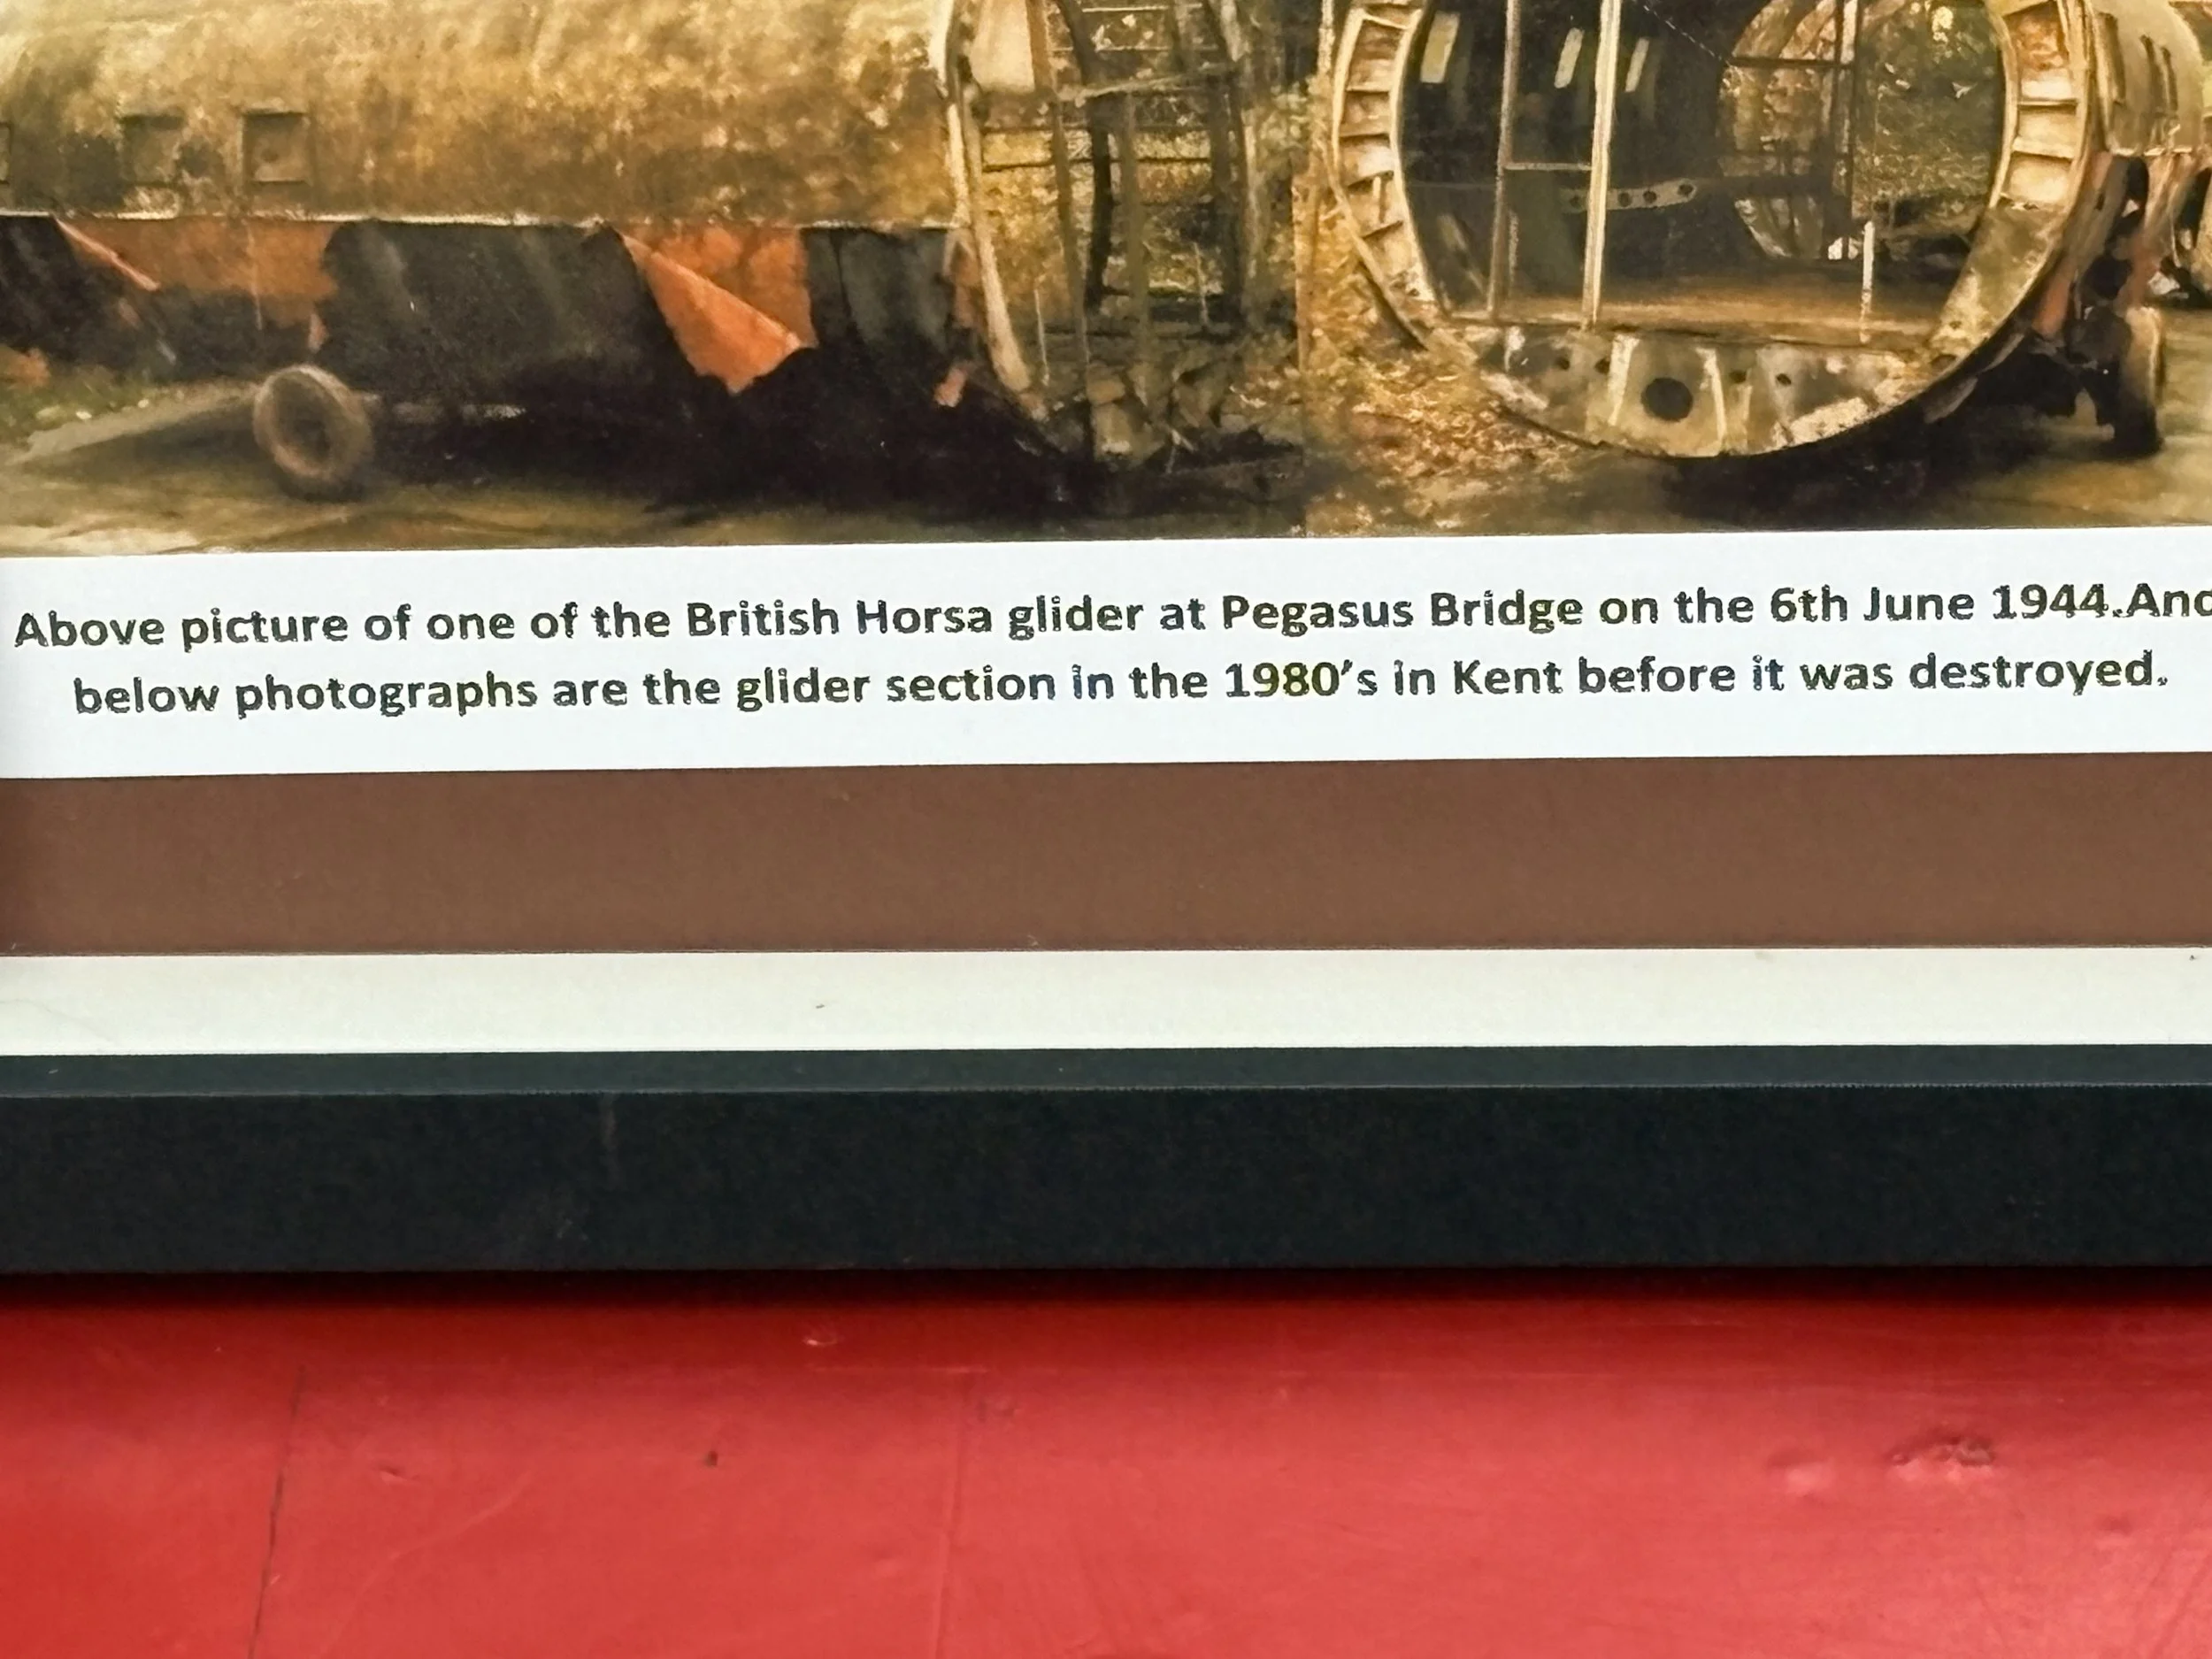 Above picture of one of the British Horsa glider at Pegasus Bridge on the 6th June 1944.And
below photographs are the glider section in the 1980's in Kent before it was destroyed.